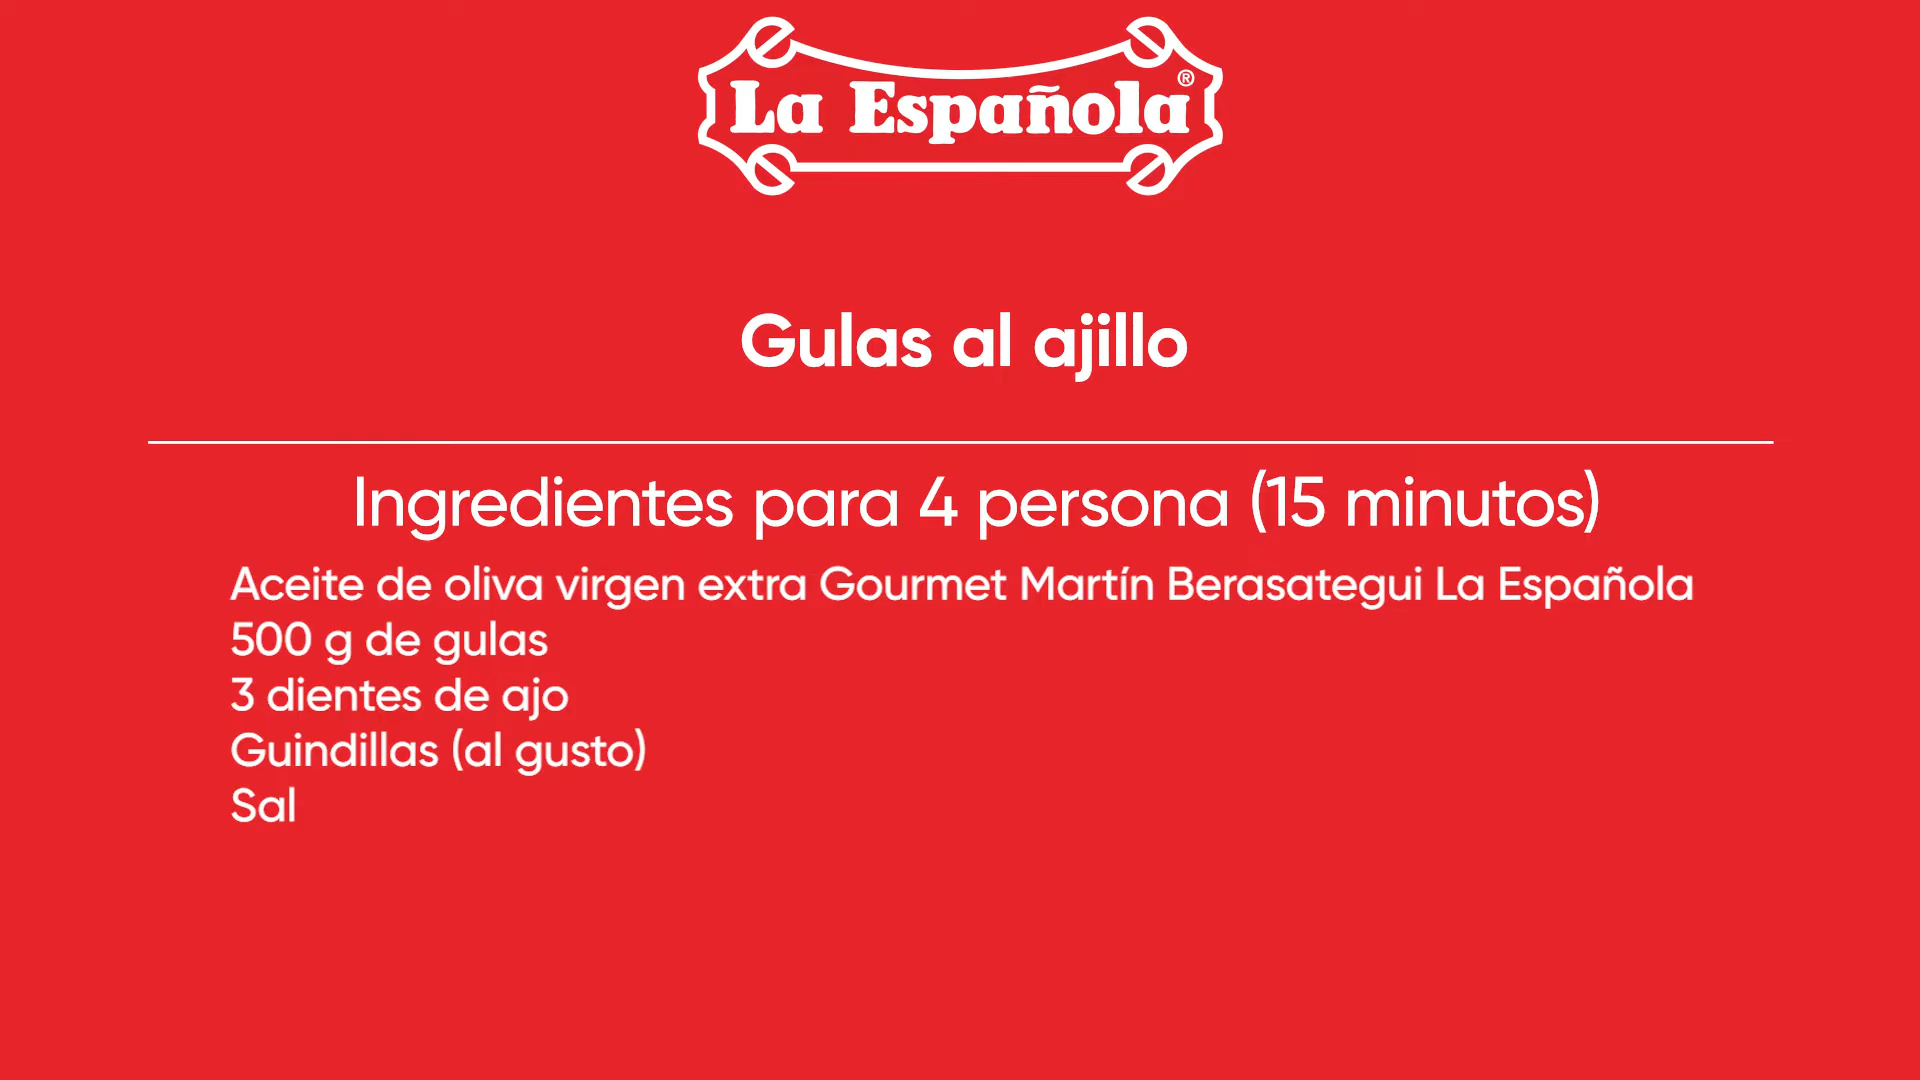 La Española®
Gulas al ajillo
Ingredientes para 4 persona (15 minutos)
Aceite de oliva virgen extra Gourmet Martín Berasategui La Española
500 g de gulas
3 dientes de ajo
Guindillas (al gusto)
Sal